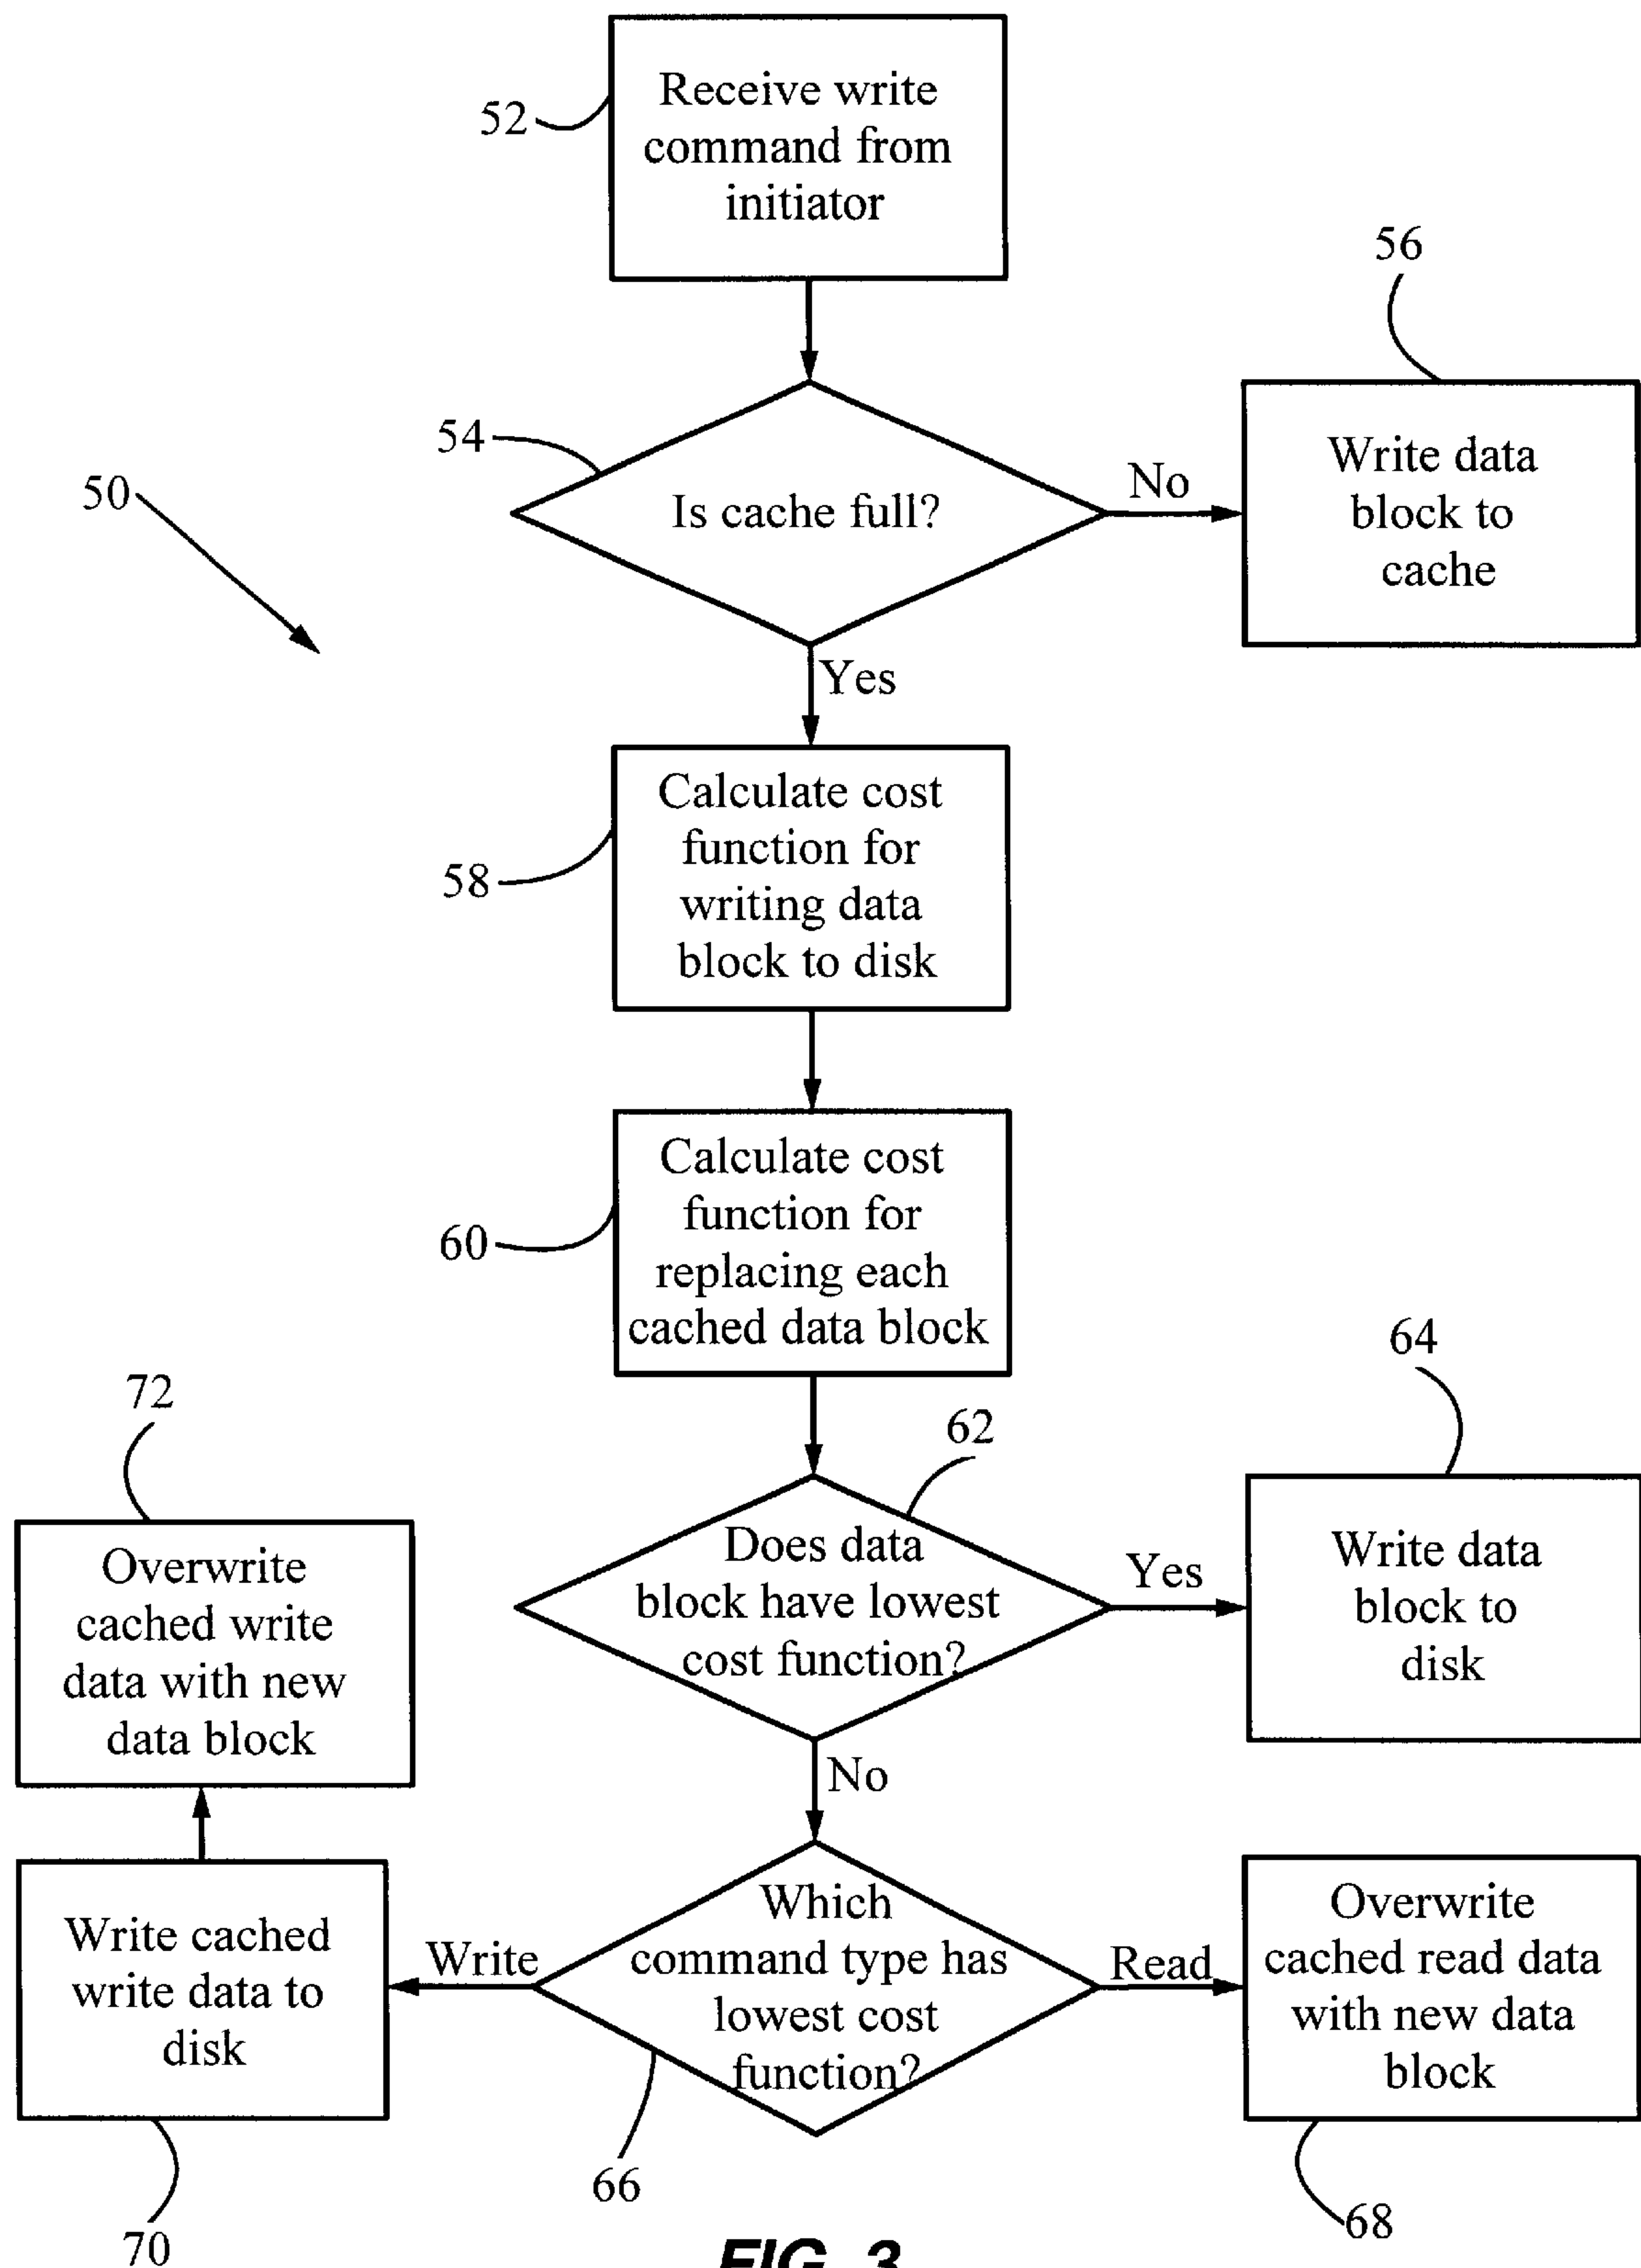 Receive write
command from
initiator
52
56
54
Is cache full?
No
Write data
block to
cache
50
Yes
Calculate cost
function for
writing data
block to disk
58
Calculate cost
function for
replacing each
cached data block
60
64
72
62
Overwrite
cached write
data with new
data block
Does data
block have lowest
cost function?
Yes
Write data
block to
disk
No
Write cached
write data to
disk
Write
Which
command type has
lowest cost
function?
Read
Overwrite
cached read data
with new data
block
66
68
70
FIG. 3